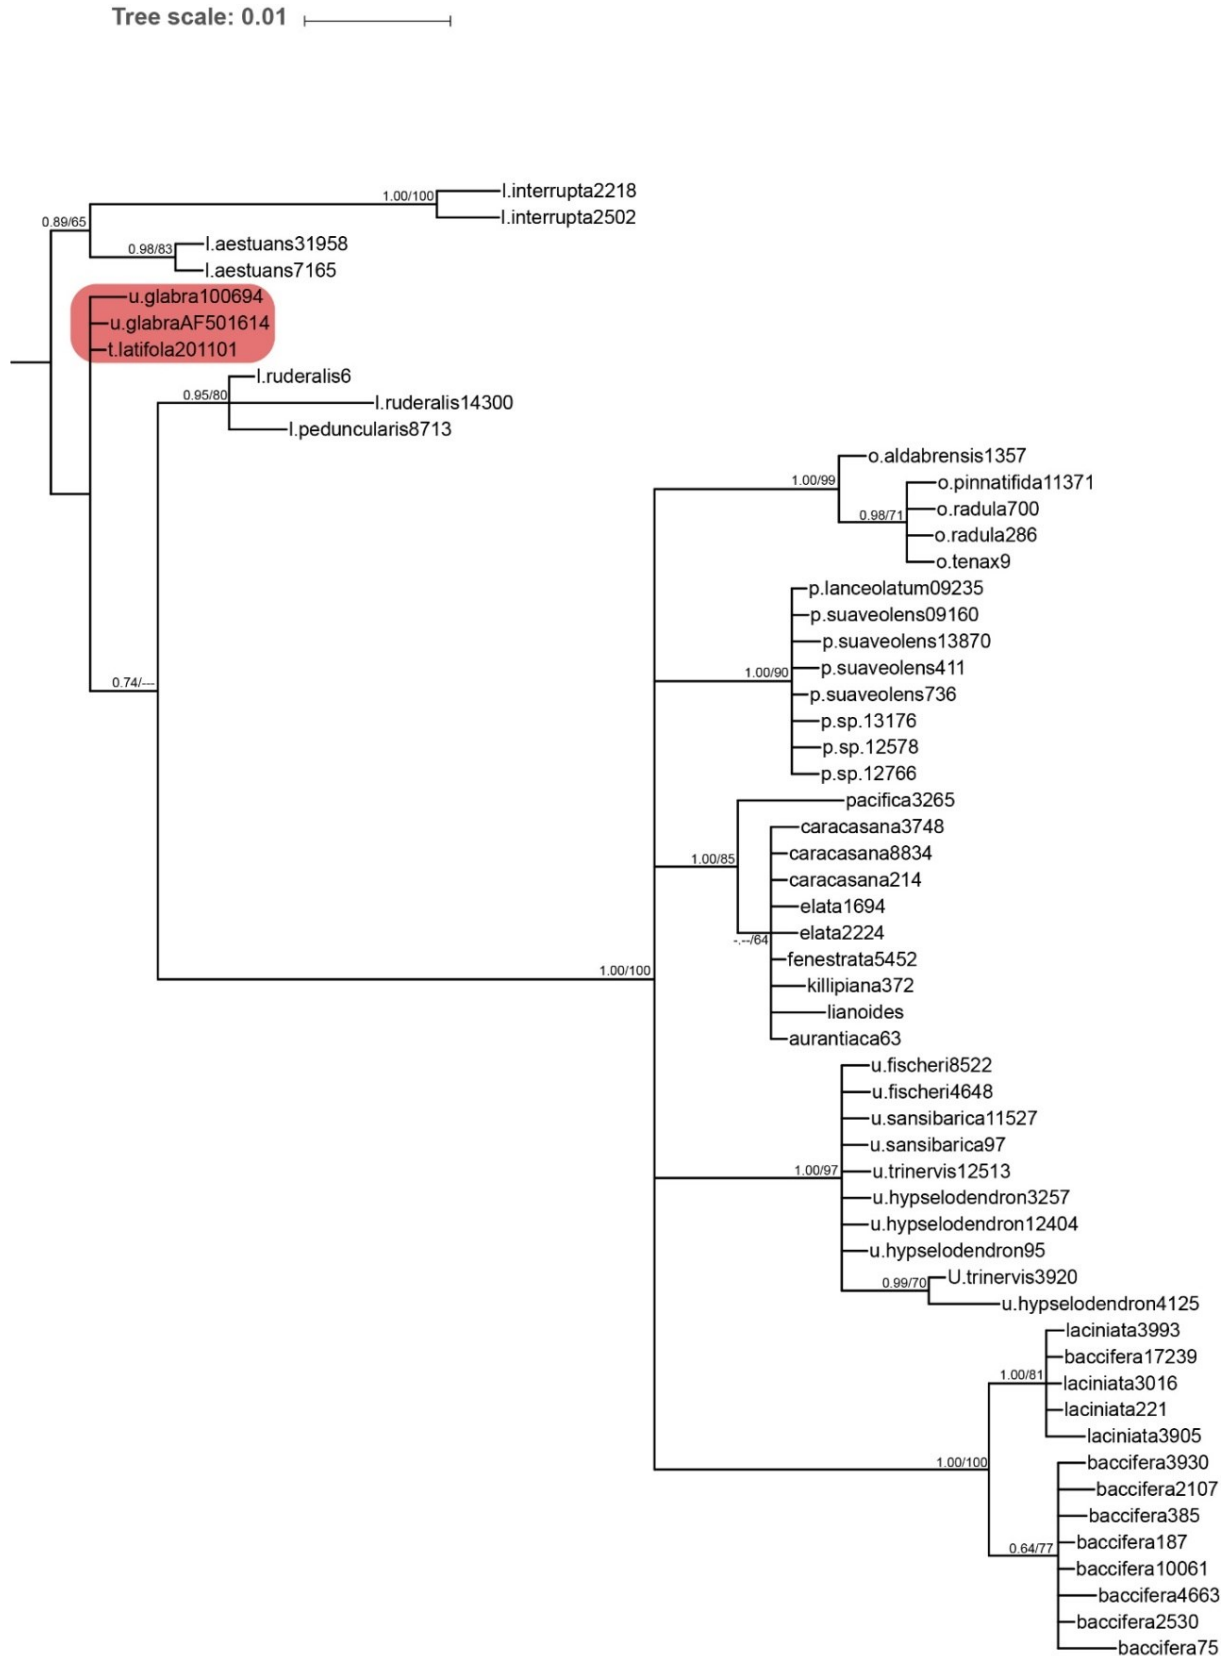 Tree scale: 0.01
l.interrupta2218
1.00/100
l.interrupta2502
0.89/65
l.aestuans31958
0.98/83
l.aestuans7165
u.glabra100694
u.glabraAF501614
t.latifola201101
l.ruderalis6
0.95/80
l.ruderalis14300
l.peduncularis8713
o.aldabrensis1357
1.00/99
o.pinnatifida11371
o.radula700
0.98/71
o.radula286
o.tenax9
p.lanceolatum09235
p.suaveolens09160
p.suaveolens13870
p.suaveolens411
1.00/90
p.suaveolens736
0.74/---
p.sp.13176
p.sp.12578
p.sp.12766
pacifica3265
caracasana3748
caracasana8834
1.00/85
caracasana214
elata1694
elata2224
-.--/64
fenestrata5452
1.00/100
killipiana372
lianoides
aurantiaca63
u.fischeri8522
u.fischeri4648
u.sansibarica11527
u.sansibarica97
u.trinervis12513
1.00/97
u.hypselodendron3257
u.hypselodendron12404
u.hypselodendron95
U.trinervis3920
0.99/70
u.hypselodendron4125
laciniata3993
baccifera17239
1.00/81
laciniata3016
laciniata221
laciniata3905
baccifera3930
1.00/100
baccifera2107
baccifera385
baccifera187
0.64/77
baccifera10061
baccifera4663
baccifera2530
baccifera75